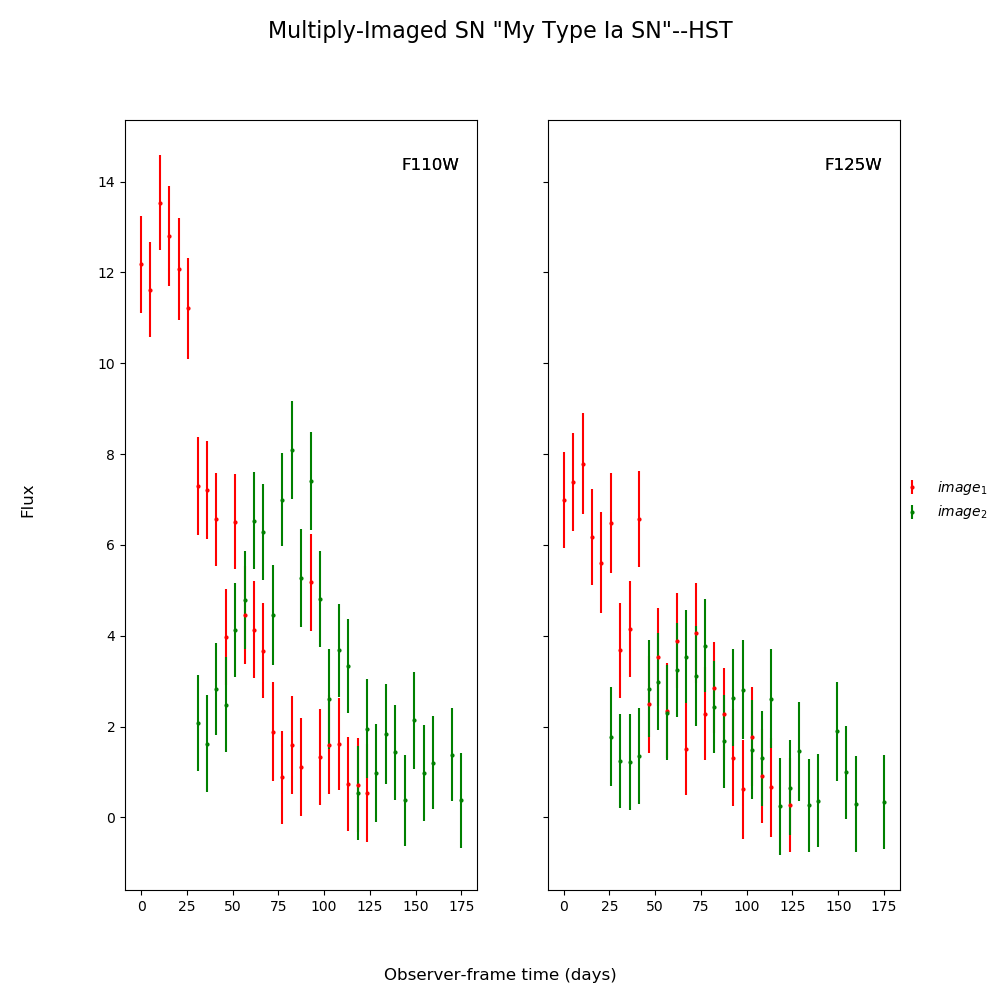 Multiply-Imaged SN "My Type Ia SN"--HST
F110W
F125W
14
12
10
8
6
4
2
0
Flux
image₁
image₂
0 25 50 75 100 125 150 175
0 25 50 75 100 125 150 175
Observer-frame time (days)